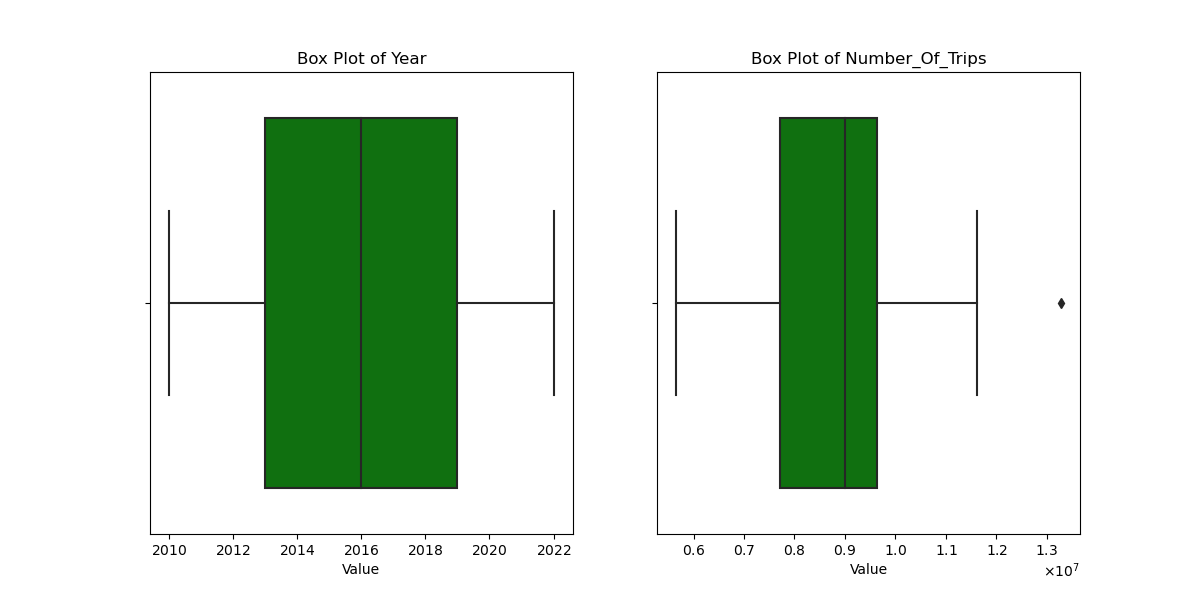 Box Plot of Year
2010 2012 2014 2016 2018 2020 2022
Value
Box Plot of Number_Of_Trips
0.6 0.7 0.8 0.9 1.0 1.1 1.2 1.3
Value
×10⁷